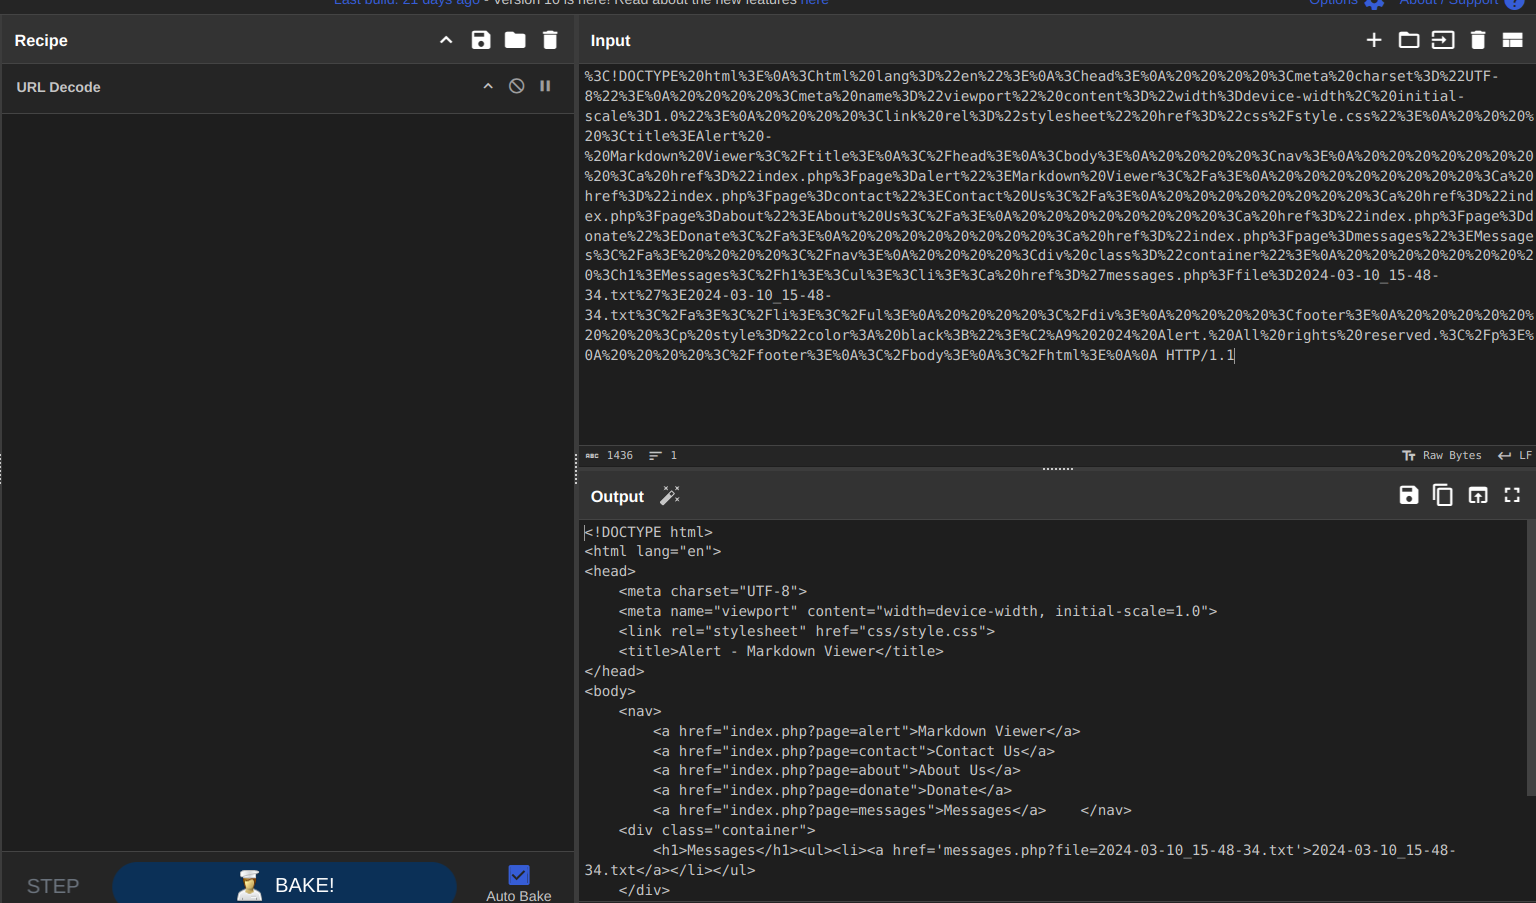 Last build: 21 days ago - Version 10 is here! Read about the new features here
Options
About / Support
Recipe
URL Decode
STEP
BAKE!
Auto Bake
Input
%3C!DOCTYPE%20html%3E%0A%3Chtml%20lang%3D%22en%22%3E%0A%3Chead%3E%0A%20%20%20%20%3Cmeta%20charset%3D%22UTF-
8%22%3E%0A%20%20%20%20%3Cmeta%20name%3D%22viewport%22%20content%3D%22width%3Ddevice-width%2C%20initial-
scale%3D1.0%22%3E%0A%20%20%20%20%3Clink%20rel%3D%22stylesheet%22%20href%3D%22css%2Fstyle.css%22%3E%0A%20%20%20%
20%3Ctitle%3EAlert%20-
%20Markdown%20Viewer%3C%2Ftitle%3E%0A%3C%2Fhead%3E%0A%3Cbody%3E%0A%20%20%20%20%3Cnav%3E%0A%20%20%20%20%20%20%20
%20%3Ca%20href%3D%22index.php%3Fpage%3Dalert%22%3EMarkdown%20Viewer%3C%2Fa%3E%0A%20%20%20%20%20%20%20%20%3Ca%20
href%3D%22index.php%3Fpage%3Dcontact%22%3EContact%20Us%3C%2Fa%3E%0A%20%20%20%20%20%20%20%20%3Ca%20href%3D%22ind
ex.php%3Fpage%3Dabout%22%3EAbout%20Us%3C%2Fa%3E%0A%20%20%20%20%20%20%20%20%3Ca%20href%3D%22index.php%3Fpage%3Dd
onate%22%3EDonate%3C%2Fa%3E%0A%20%20%20%20%20%20%20%20%3Ca%20href%3D%22index.php%3Fpage%3Dmessages%22%3EMessage
s%3C%2Fa%3E%20%20%20%20%3C%2Fnav%3E%0A%20%20%20%20%3Cdiv%20class%3D%22container%22%3E%0A%20%20%20%20%20%20%20%2
0%3Ch1%3EMessages%3C%2Fh1%3E%3Cul%3E%3Cli%3E%3Ca%20href%3D%27messages.php%3Ffile%3D2024-03-10_15-48-
34.txt%27%3E2024-03-10_15-48-
34.txt%3C%2Fa%3E%3C%2Fli%3E%3C%2Ful%3E%0A%20%20%20%20%3C%2Fdiv%3E%0A%20%20%20%20%3Cfooter%3E%0A%20%20%20%20%20%
20%20%20%3Cp%20style%3D%22color%3A%20black%3B%22%3E%C2%A9%202024%20Alert.%20All%20rights%20reserved.%3C%2Fp%3E%
0A%20%20%20%20%3C%2Ffooter%3E%0A%3C%2Fbody%3E%0A%3C%2Fhtml%3E%0A%0A HTTP/1.1
ABC 1436 1 Raw Bytes LF
Output
<!DOCTYPE html>
<html lang="en">
<head>
    <meta charset="UTF-8">
    <meta name="viewport" content="width=device-width, initial-scale=1.0">
    <link rel="stylesheet" href="css/style.css">
    <title>Alert - Markdown Viewer</title>
</head>
<body>
    <nav>
        <a href="index.php?page=alert">Markdown Viewer</a>
        <a href="index.php?page=contact">Contact Us</a>
        <a href="index.php?page=about">About Us</a>
        <a href="index.php?page=donate">Donate</a>
        <a href="index.php?page=messages">Messages</a>    </nav>
    <div class="container">
        <h1>Messages</h1><ul><li><a href='messages.php?file=2024-03-10_15-48-34.txt'>2024-03-10_15-48-
34.txt</a></li></ul>
    </div>